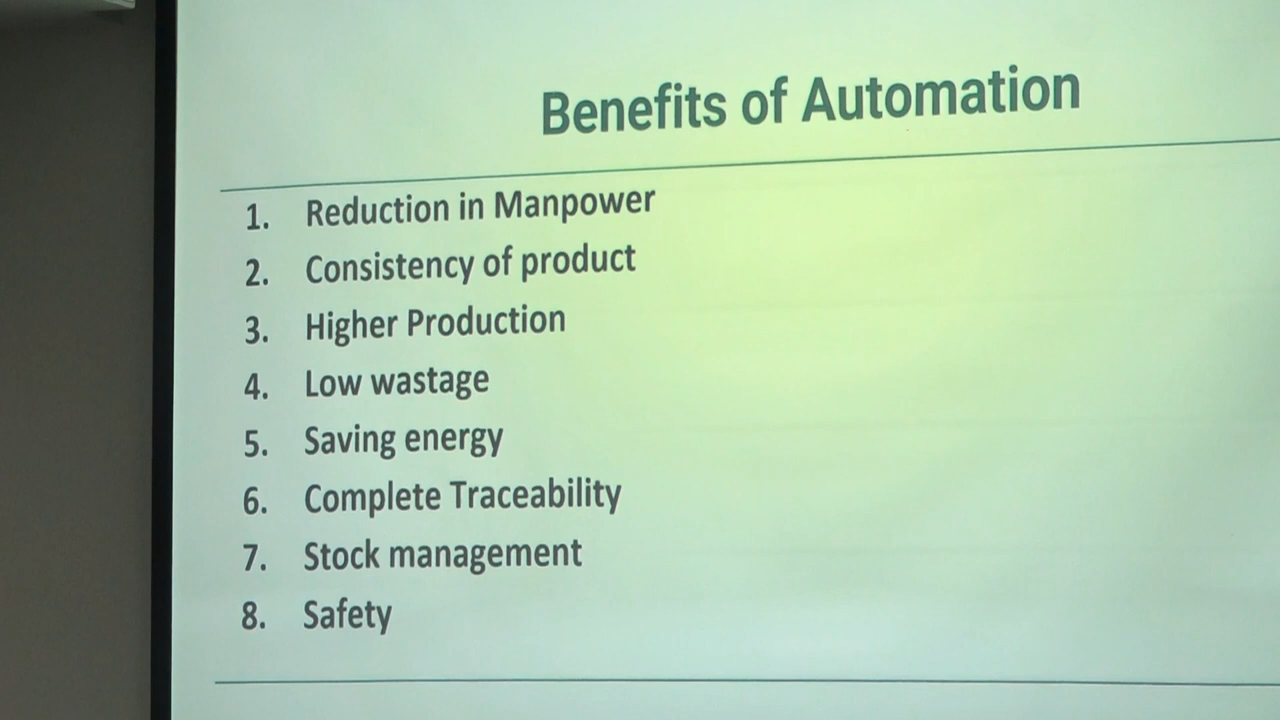 Benefits of Automation
1. Reduction in Manpower
2. Consistency of product
3. Higher Production
4. Low wastage
5. Saving energy
6. Complete Traceability
7. Stock management
8. Safety